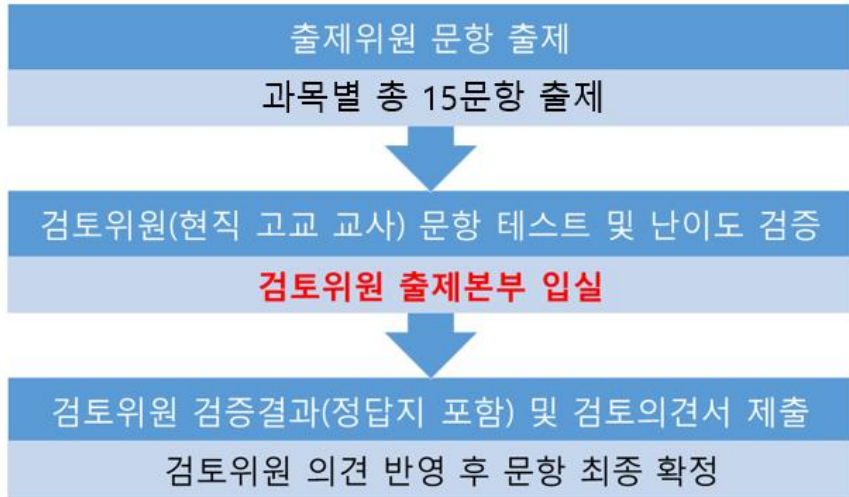 출제위원 문항 출제
과목별 총 15문항 출제
검토위원(현직 고교 교사) 문항 테스트 및 난이도 검증
검토위원 출제본부 입실
검토위원 검증결과(정답지 포함) 및 검토의견서 제출
검토위원 의견 반영 후 문항 최종 확정